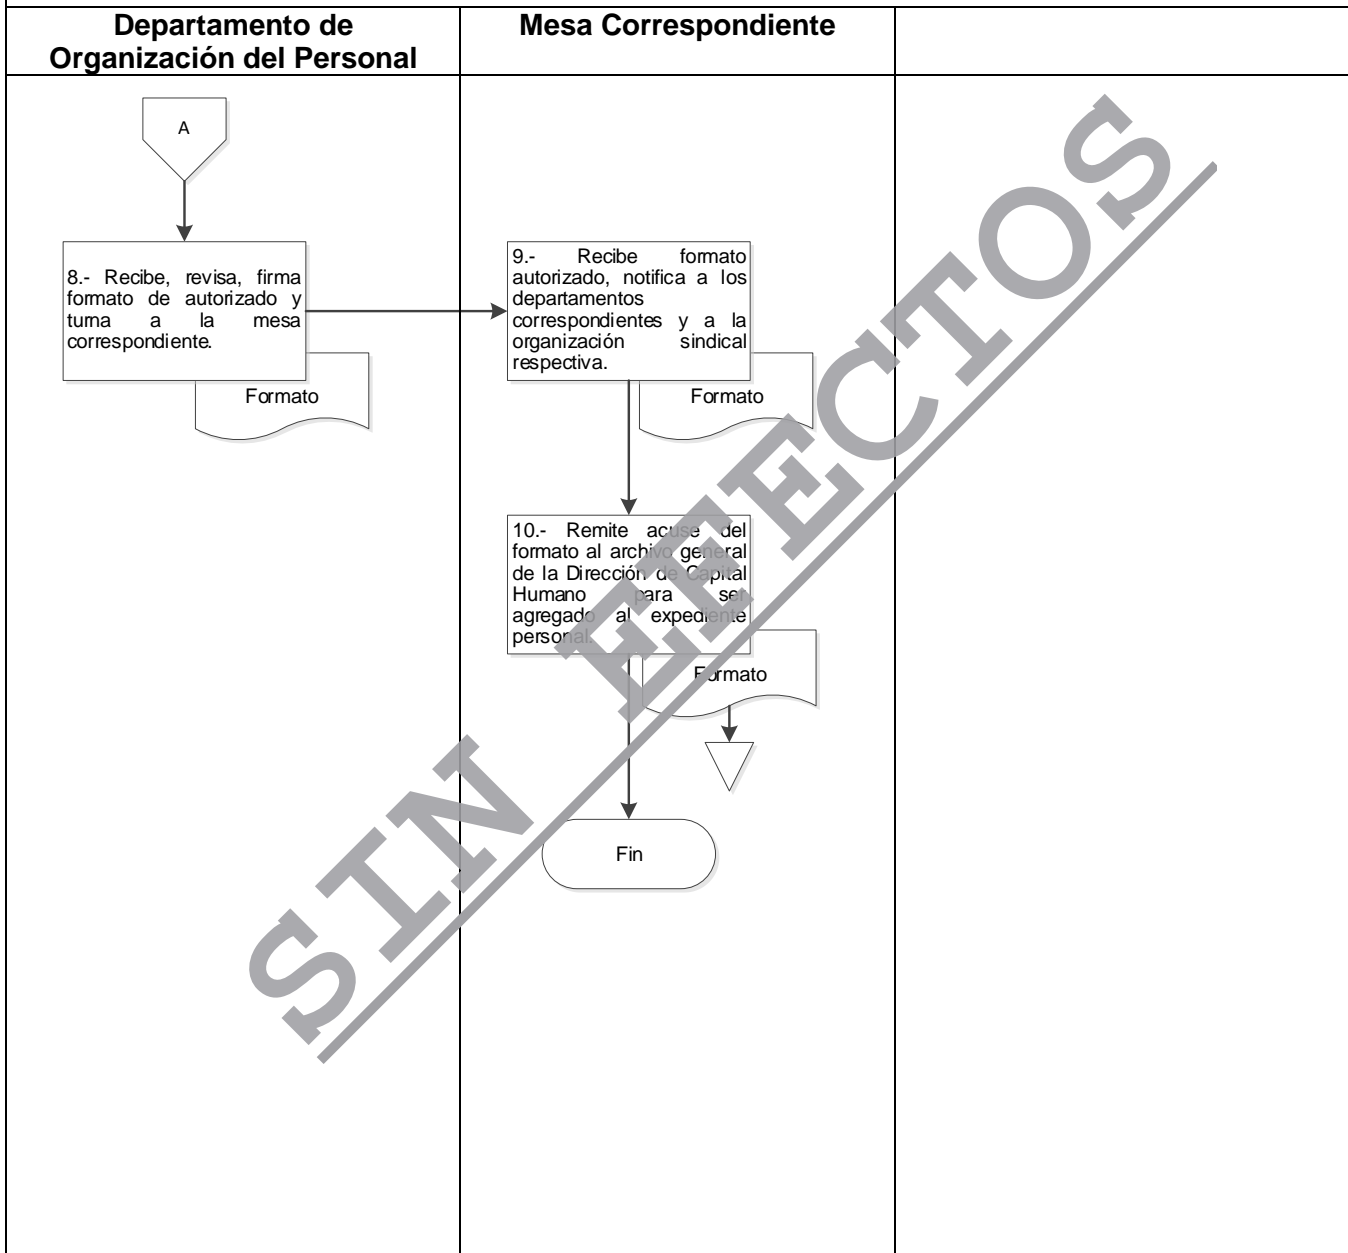 Departamento de
Organización del Personal
Mesa Correspondiente
A
8.- Recibe, revisa, firma
formato de autorizado y
turna a la mesa
correspondiente.
Formato
9.- Recibe formato
autorizado, notifica a los
departamentos
correspondientes y a la
organización sindical
respectiva.
Formato
10.- Remite acuse del
formato al archivo general
de la Dirección de Capital
Humano para ser
agregado al expediente
personal.
Formato
Fin
SIN EFECTOS